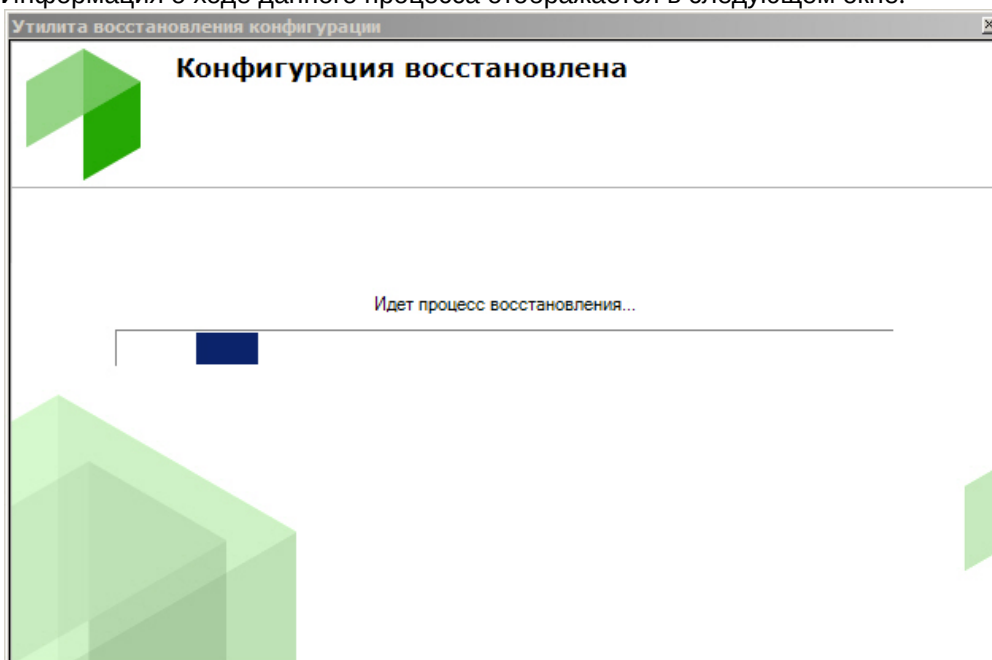 Информация о ходе данного процесса отображается в следующем окне.
Утилита восстановления конфигурации
Конфигурация восстановлена
Идет процесс восстановления...